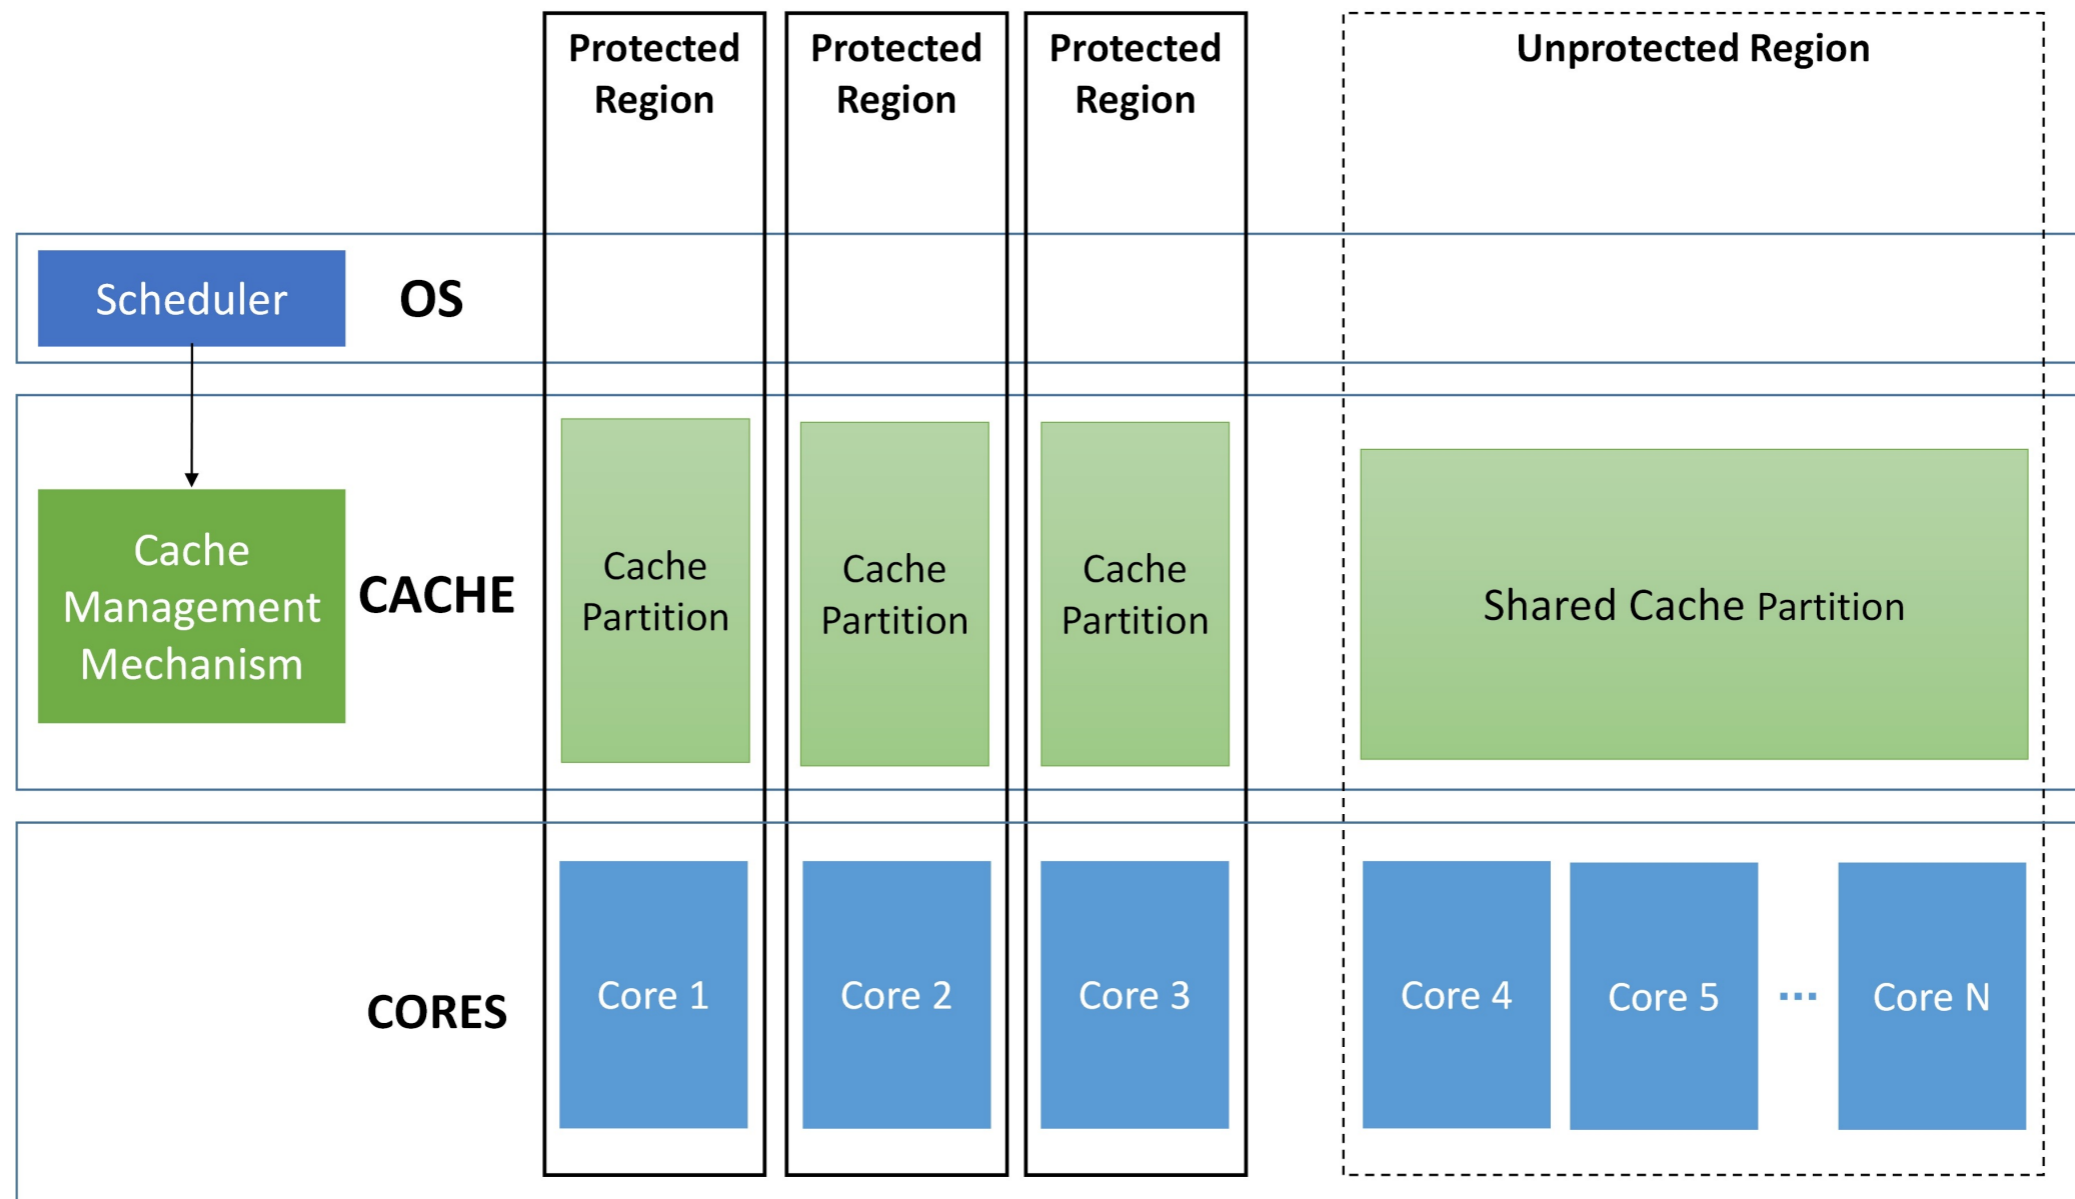 Protected
Region
Protected
Region
Protected
Region
Unprotected Region
Scheduler
OS
Cache
Management
Mechanism
CACHE
Cache
Partition
Cache
Partition
Cache
Partition
Shared Cache Partition
CORES
Core 1
Core 2
Core 3
Core 4
Core 5
...
Core N